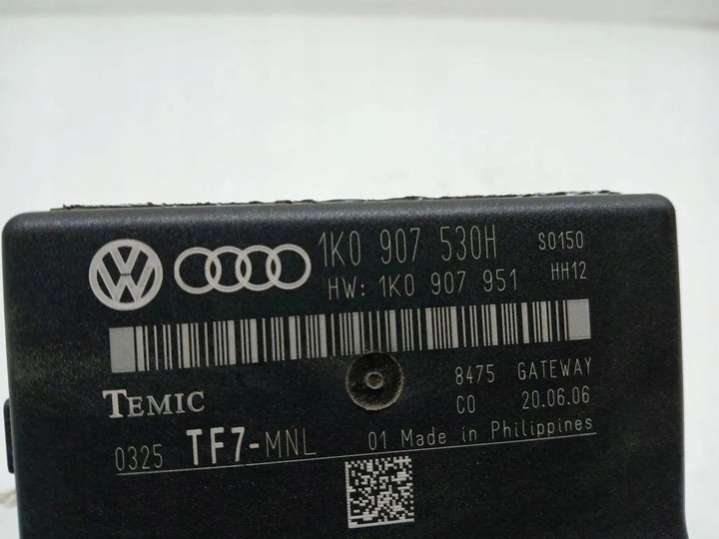 VW 1K0 907 530H S0150
HW: 1K0 907 951 HH12
8475 GATEWAY
TEMIC C0 20.06.06
0325 TF7-MNL 01 Made in Philippines